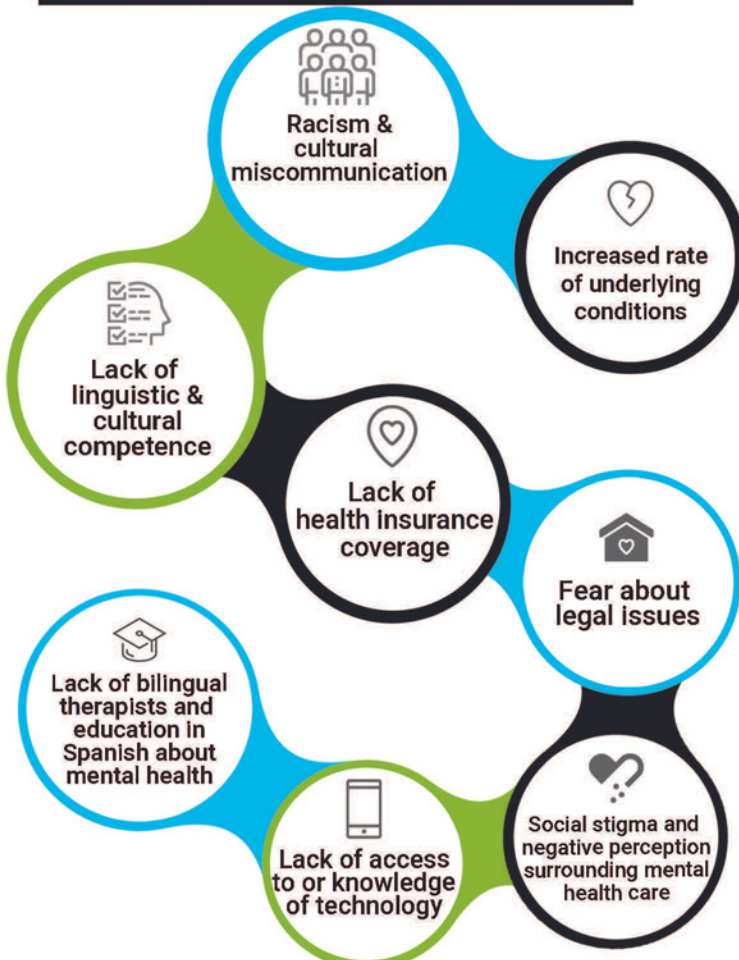 Racism &
cultural
miscommunication
Increased rate
of underlying
conditions
Lack of
linguistic &
cultural
competence
Lack of
health insurance
coverage
Fear about
legal issues
Lack of bilingual
therapists and
education in
Spanish about
mental health
Lack of access
to or knowledge
of technology
Social stigma and
negative perception
surrounding mental
health care